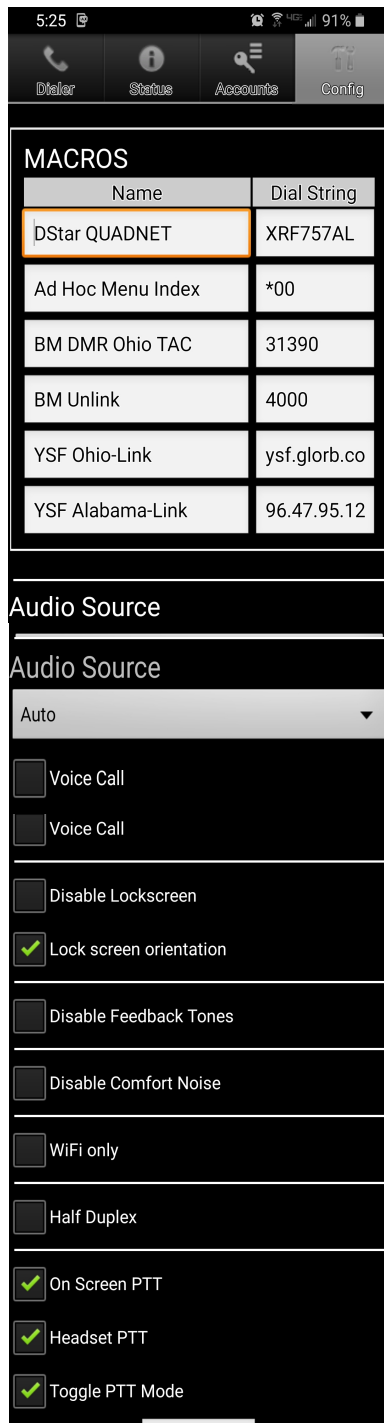 5:25 4GE 91%
Dialer Status Accounts Config
MACROS
Name Dial String
DStar QUADNET XRF757AL
Ad Hoc Menu Index *00
BM DMR Ohio TAC 31390
BM Unlink 4000
YSF Ohio-Link ysf.glorb.co
YSF Alabama-Link 96.47.95.12
Audio Source
Audio Source
Auto
Voice Call
Voice Call
Disable Lockscreen
Lock screen orientation
Disable Feedback Tones
Disable Comfort Noise
WiFi only
Half Duplex
On Screen PTT
Headset PTT
Toggle PTT Mode